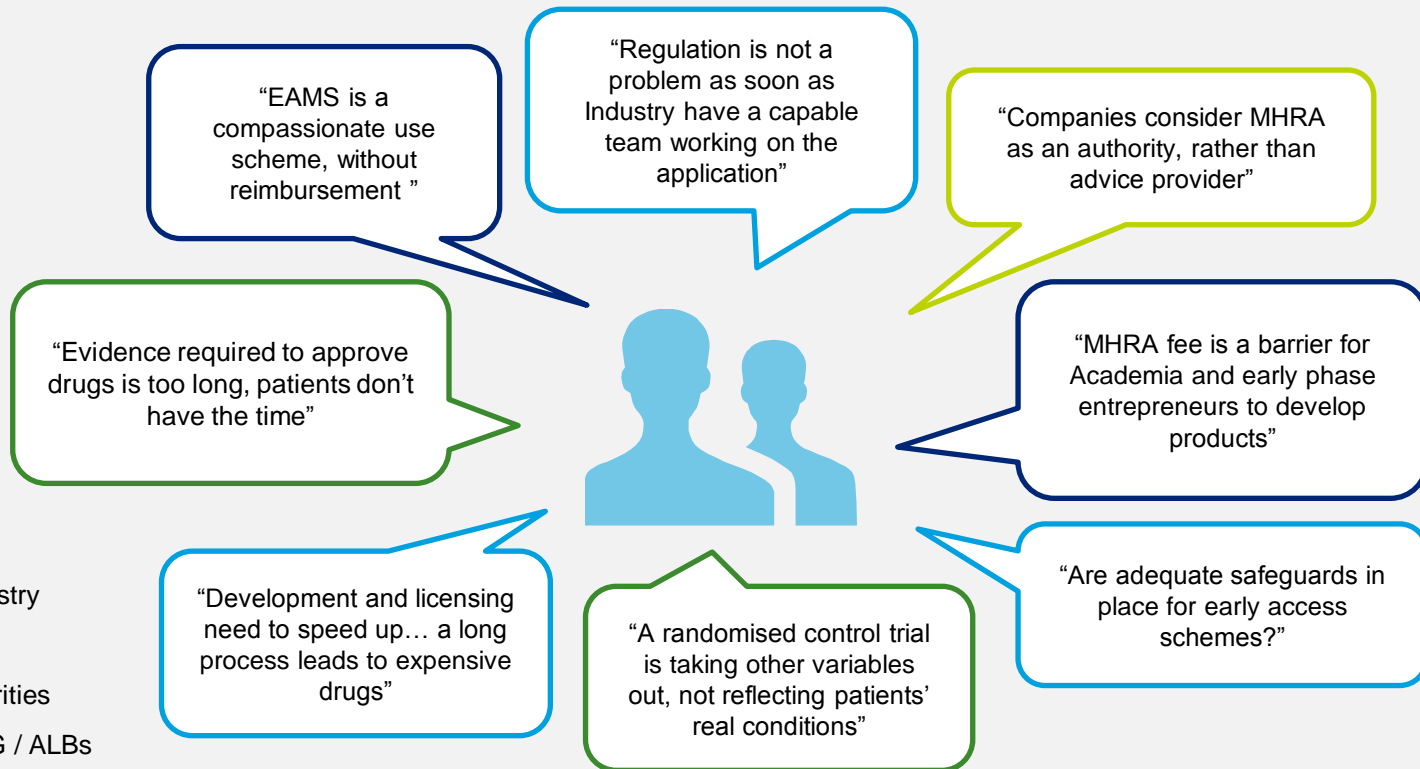 “EAMS is a
compassionate use
scheme, without
reimbursement ”
“Regulation is not a
problem as soon as
Industry have a capable
team working on the
application”
“Companies consider MHRA
as an authority, rather than
advice provider”
“Evidence required to approve
drugs is too long, patients don’t
have the time”
“MHRA fee is a barrier for
Academia and early phase
entrepreneurs to develop
products”
“Development and licensing
need to speed up… a long
process leads to expensive
drugs”
“A randomised control trial
is taking other variables
out, not reflecting patients’
real conditions”
“Are adequate safeguards in
place for early access
schemes?”
stry
rities
/ ALBs